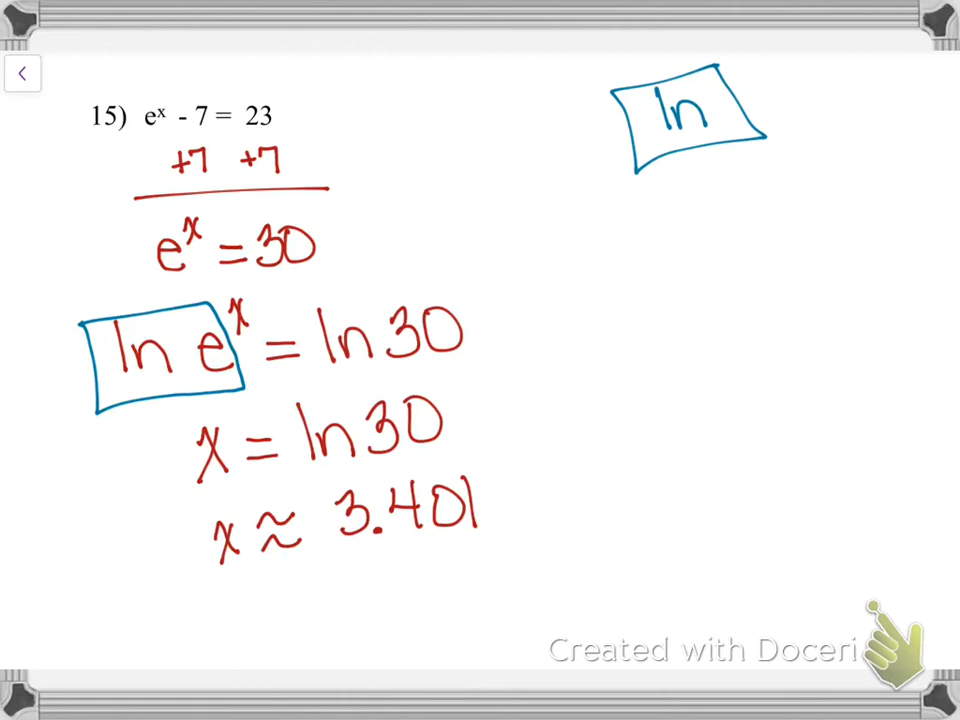 15) eˣ - 7 = 23
ln
+7 +7
eˣ = 30
ln eˣ = ln 30
x = ln 30
x ≈ 3.401
Created with Doceri